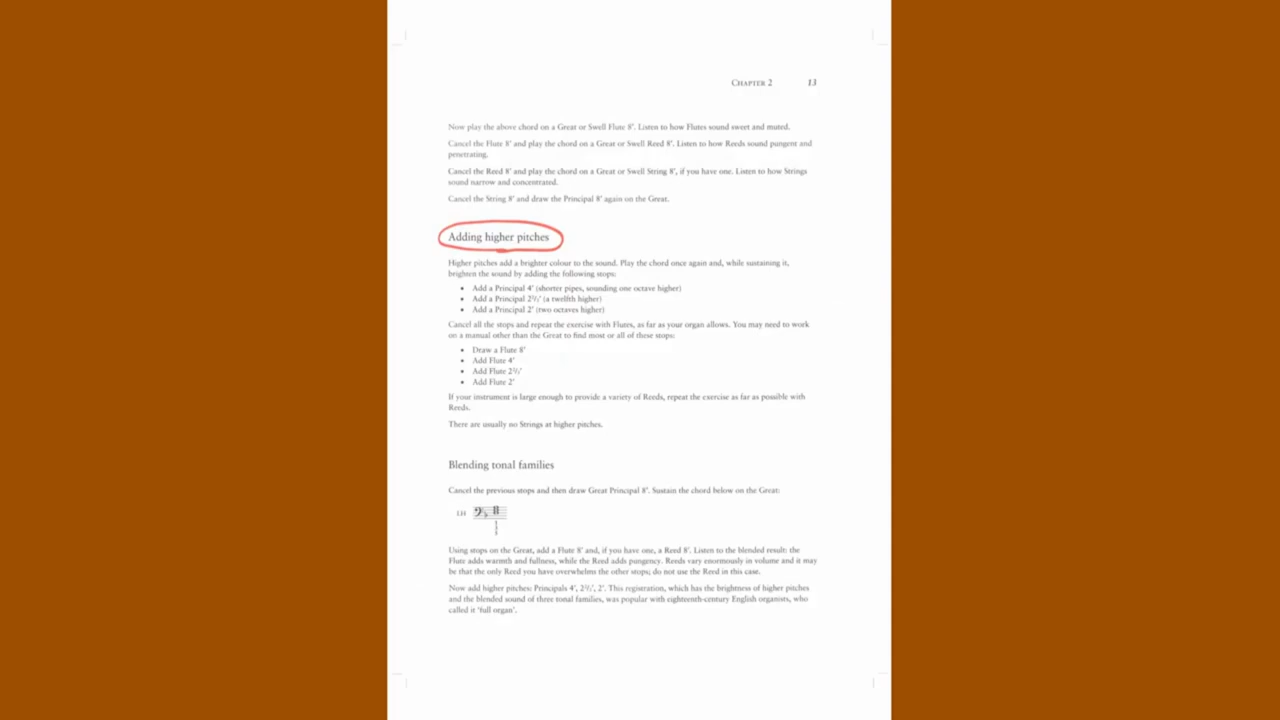 CHAPTER 2 13
Now play the above chord on a Great or Swell Flute 8'. Listen to how Flutes sound sweet and muted.
Cancel the Flute 8' and play the chord on a Great or Swell Reed 8'. Listen to how Reeds sound pungent and
penetrating.
Cancel the Reed 8' and play the chord on a Great or Swell String 8', if you have one. Listen to how Strings
sound narrow and concentrated.
Cancel the String 8' and draw the Principal 8' again on the Great.
Adding higher pitches
Higher pitches add a brighter colour to the sound. Play the chord once again and, while sustaining it,
brighten the sound by adding the following stops:
• Add a Principal 4' (shorter pipes, sounding one octave higher)
• Add a Principal 2⅔' (a twelfth higher)
• Add a Principal 2' (two octaves higher)
Cancel all the stops and repeat the exercise with Flutes, as far as your organ allows. You may need to work
on a manual other than the Great to find most or all of these stops:
• Draw a Flute 8'
• Add Flute 4'
• Add Flute 2⅔'
• Add Flute 2'
If your instrument is large enough to provide a variety of Reeds, repeat the exercise as far as possible with
Reeds.
There are usually no Strings at higher pitches.
Blending tonal families
Cancel the previous stops and then draw Great Principal 8'. Sustain the chord below on the Great:
LH
Using stops on the Great, add a Flute 8' and, if you have one, a Reed 8'. Listen to the blended result: the
Flute adds warmth and fullness, while the Reed adds pungency. Reeds vary enormously in volume and it may
be that the only Reed you have overwhelms the other stops; do not use the Reed in this case.
Now add higher pitches: Principals 4', 2⅔', 2'. This registration, which has the brightness of higher pitches
and the blended sound of three tonal families, was popular with eighteenth-century English organists, who
called it 'full organ'.